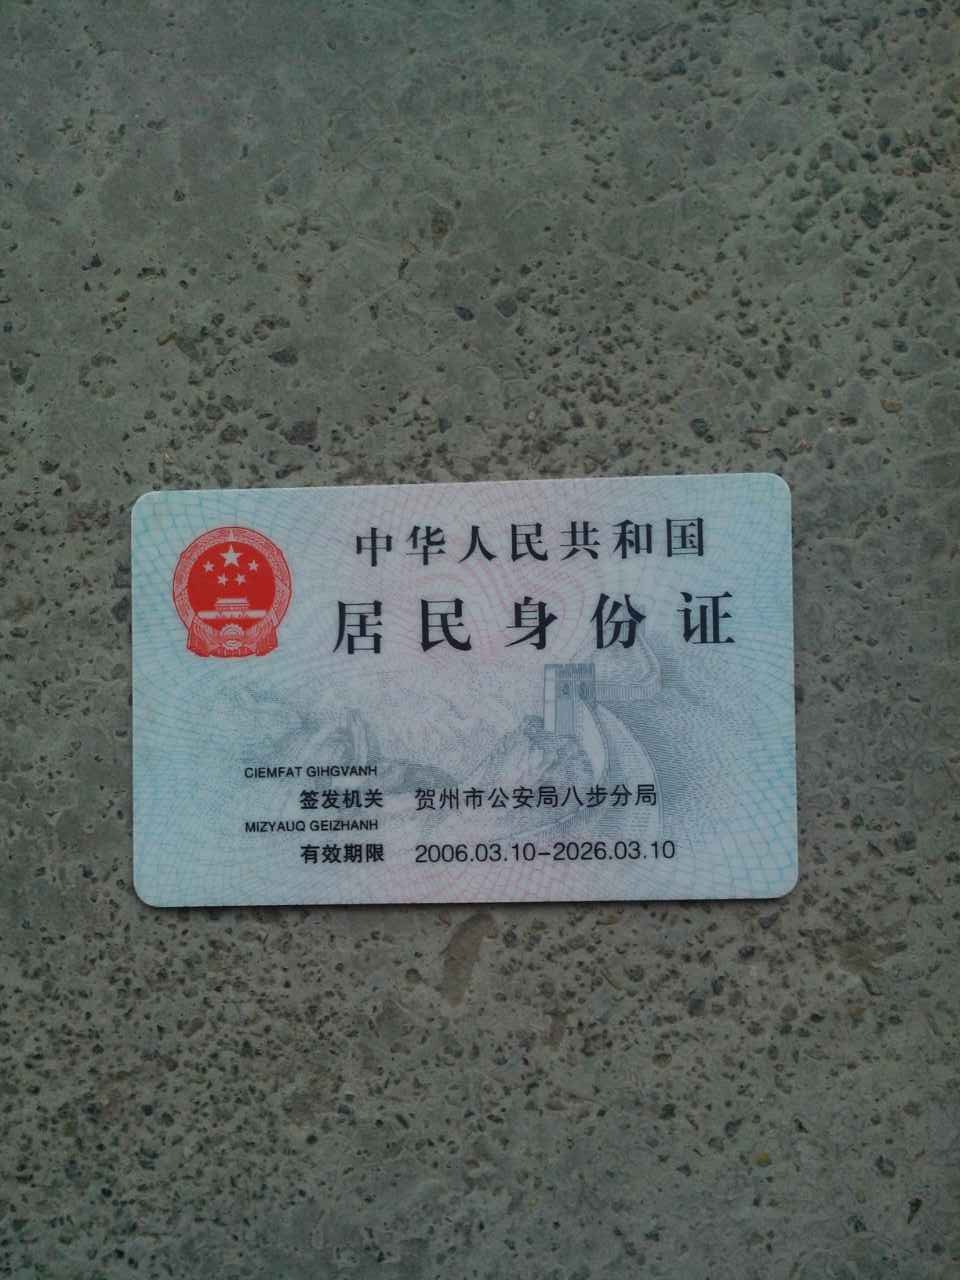 中华人民共和国
居民身份证
CIEMFAT GIHGVANH
签发机关 贺州市公安局八步分局
MIZYAUQ GEIZHANH
有效期限 2006.03.10-2026.03.10